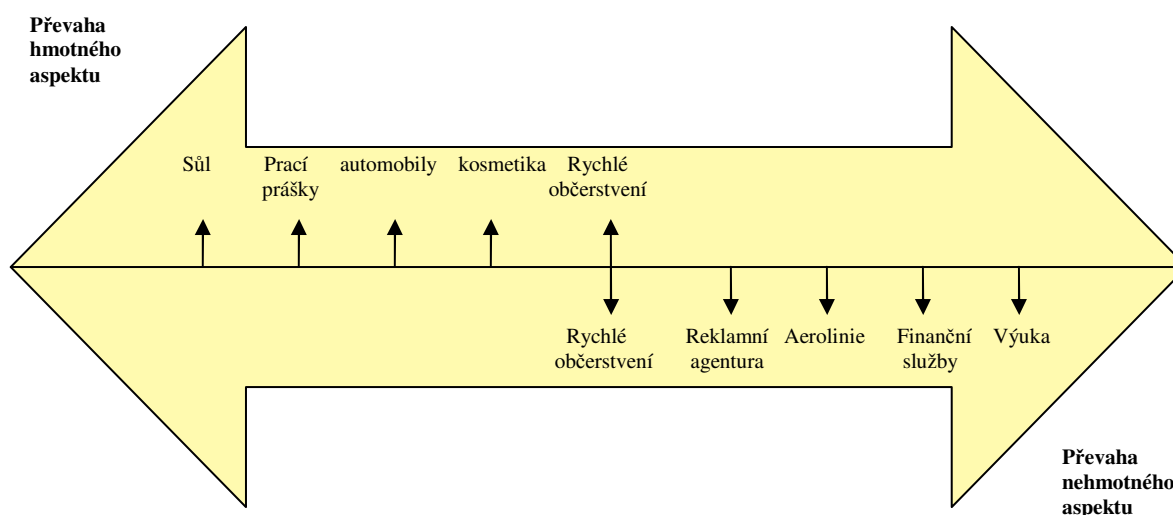 Převaha
hmotného
aspektu
Sůl Prací automobily kosmetika Rychlé
prášky občerstvení
Rychlé Reklamní Aerolinie Finanční Výuka
občerstvení agentura služby
Převaha
nehmotného
aspektu